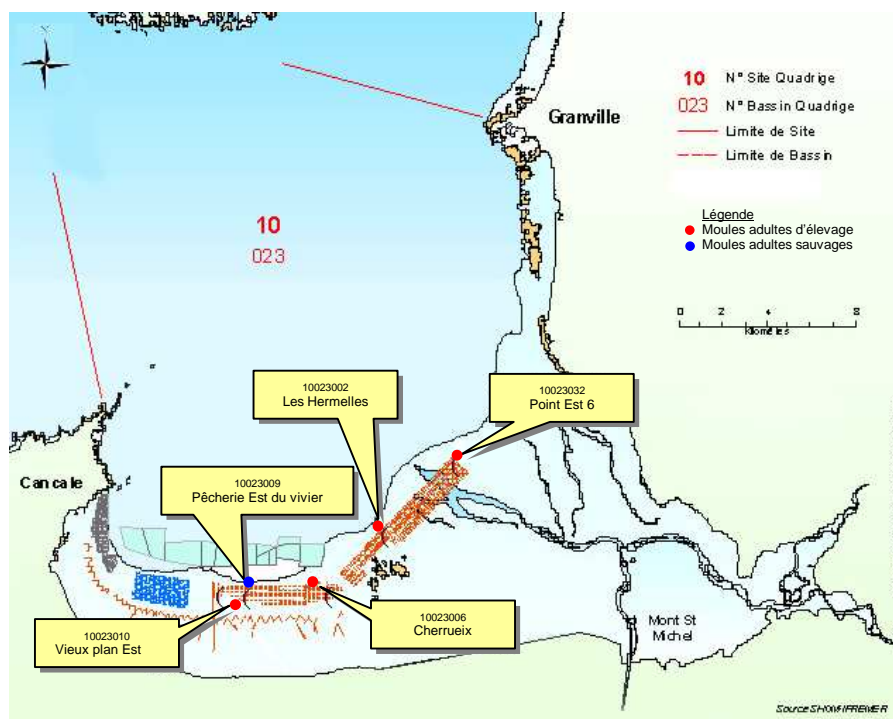 Granville
10 N° Site Quadrige
023 N° Bassin Quadrige
Limite de Site
Limite de Bassin
Légende
Moules adultes d'élevage
Moules adultes sauvages
0 2 4 8
Kilomètres
10
023
10023002
Les Hermelles
10023032
Point Est 6
Cancale
10023009
Pêcherie Est du vivier
10023010
Vieux plan Est
10023006
Cherrueix
Mont St
Michel
Source SHOM/IFREMER